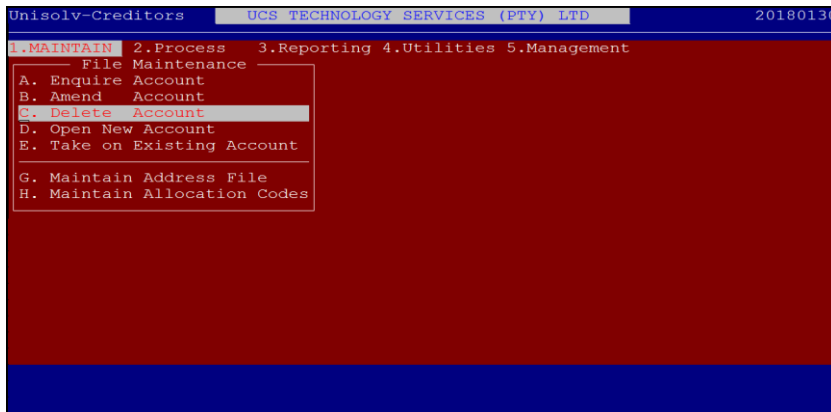 Unisolv-Creditors UCS TECHNOLOGY SERVICES (PTY) LTD 20180130
1.MAINTAIN 2.Process 3.Reporting 4.Utilities 5.Management
File Maintenance
A. Enquire Account
B. Amend Account
C. Delete Account
D. Open New Account
E. Take on Existing Account
G. Maintain Address File
H. Maintain Allocation Codes